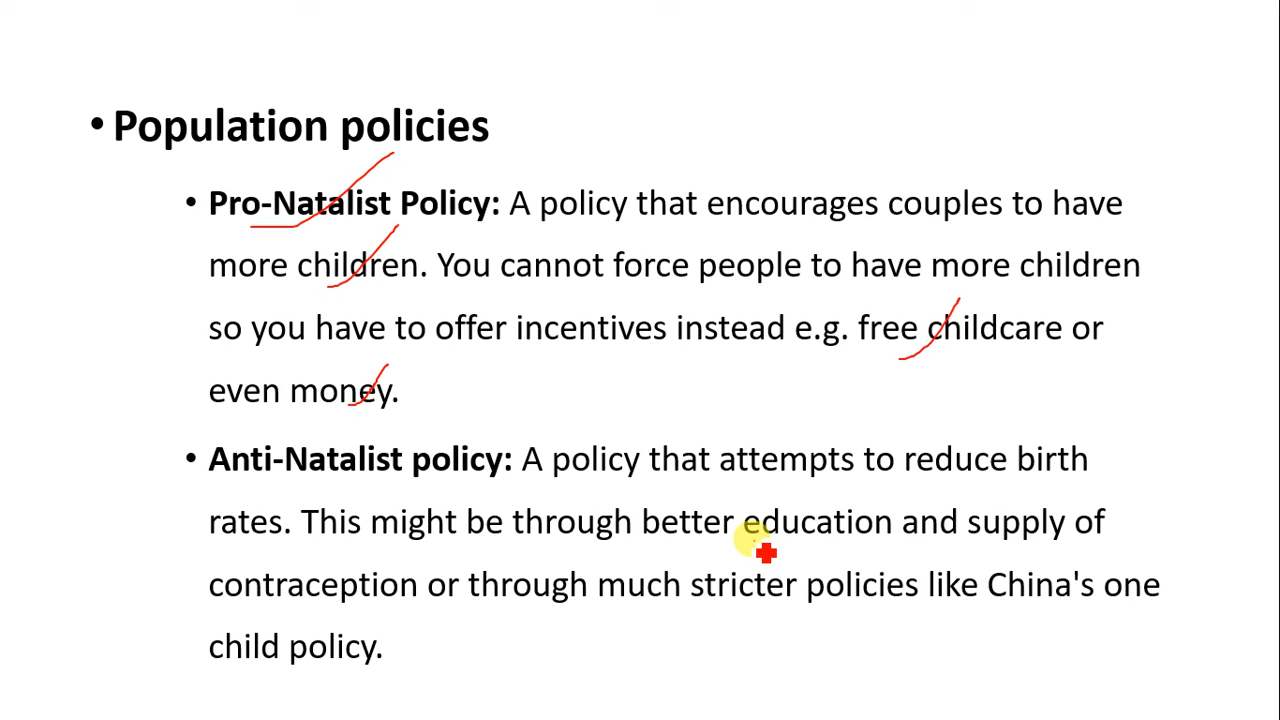 • Population policies
• Pro-Natalist Policy: A policy that encourages couples to have
more children. You cannot force people to have more children
so you have to offer incentives instead e.g. free childcare or
even money.
• Anti-Natalist policy: A policy that attempts to reduce birth
rates. This might be through better education and supply of
contraception or through much stricter policies like China's one
child policy.